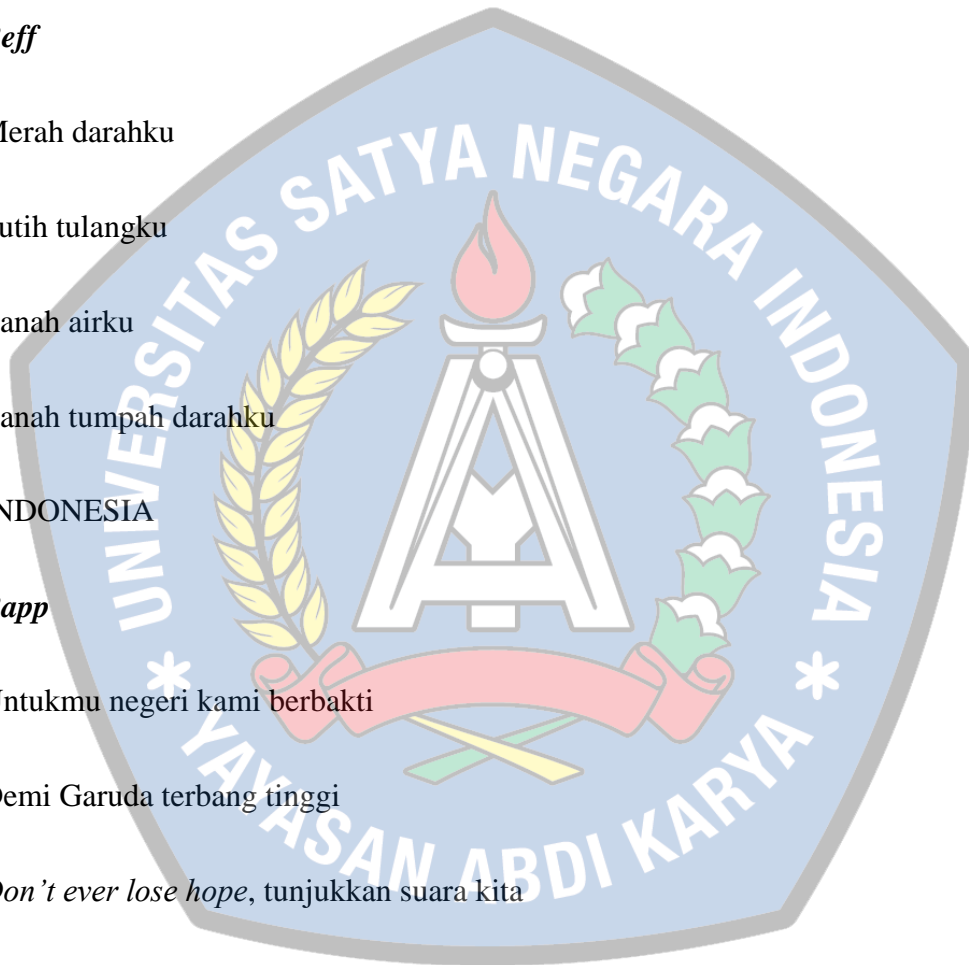 eff
Merah darahku
utih tulangku
anah airku
anah tumpah darahku
NDONESIA
app
Untukmu negeri kami berbakti
Demi Garuda terbang tinggi
Don’t ever lose hope, tunjukkan suara kita
UNIVERSITAS SATYA NEGARA INDONESIA
* YAYASAN ABDI KARYA *